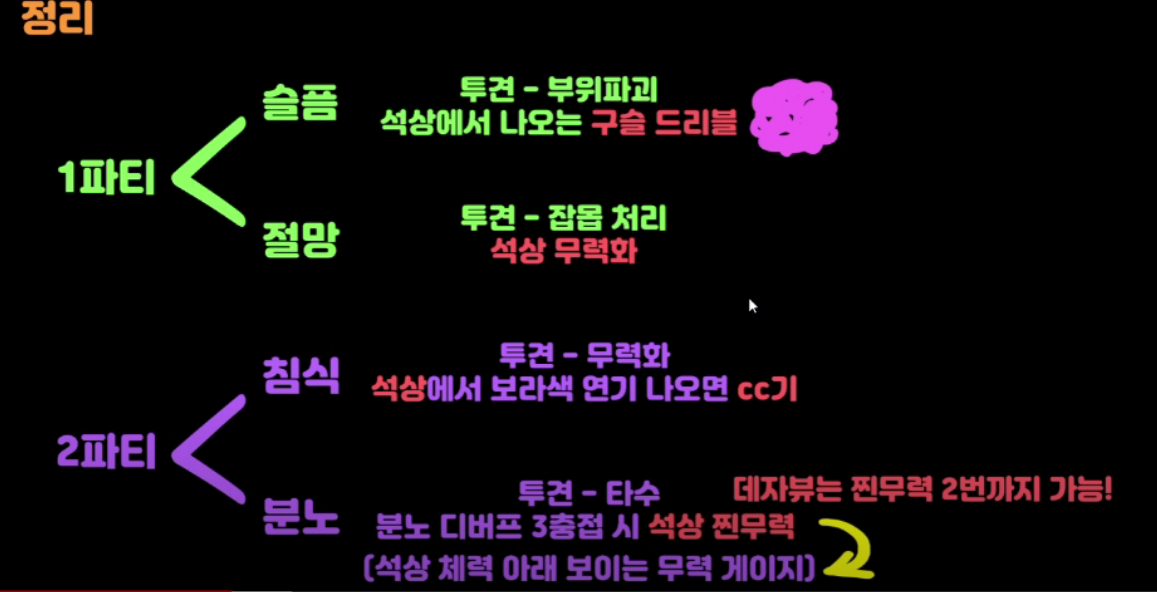 정리
1파티
슬픔
투견 - 부위파괴
석상에서 나오는 구슬 드리블
절망
투견 - 잡몹 처리
석상 무력화
2파티
침식
투견 - 무력화
석상에서 보라색 연기 나오면 cc기
분노
투견 - 타수
분노 디버프 3충접 시 석상 찐무력
(석상 체력 아래 보이는 무력 게이지)
데자뷰는 찐무력 2번까지 가능!